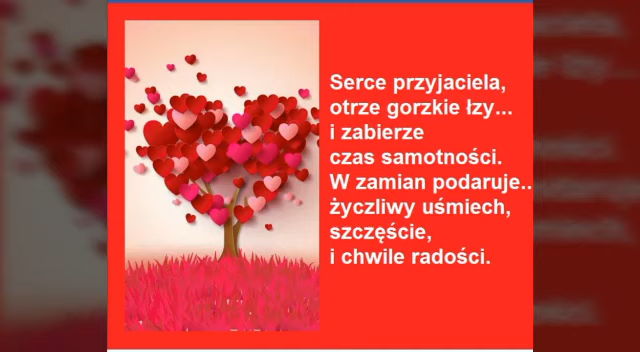 Serce przyjaciela,
otrze gorzkie łzy...
i zabierze
czas samotności.
W zamian podaruje..
życzliwy uśmiech,
szczęście,
i chwile radości.